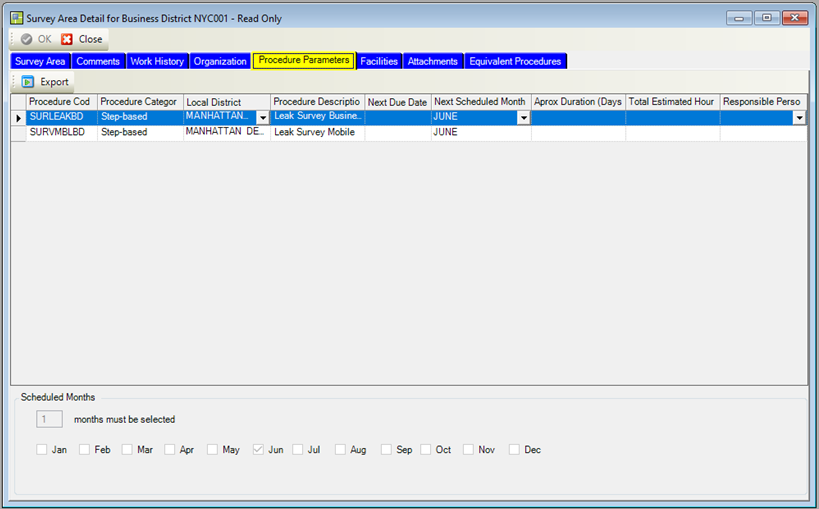 Survey Area Detail for Business District NYC001 - Read Only
OK Close
Survey Area Comments Work History Organization Procedure Parameters Facilities Attachments Equivalent Procedures
Export
Procedure Cod Procedure Categor Local District Procedure Descriptio Next Due Date Next Scheduled Month Aprox Duration (Days Total Estimated Hour Responsible Perso
SURLEAKBD Step-based MANHATTAN... Leak Survey Busine... JUNE
SURVMBLBD Step-based MANHATTAN DE... Leak Survey Mobile JUNE
Scheduled Months
1 months must be selected
Jan Feb Mar Apr May Jun Jul Aug Sep Oct Nov Dec